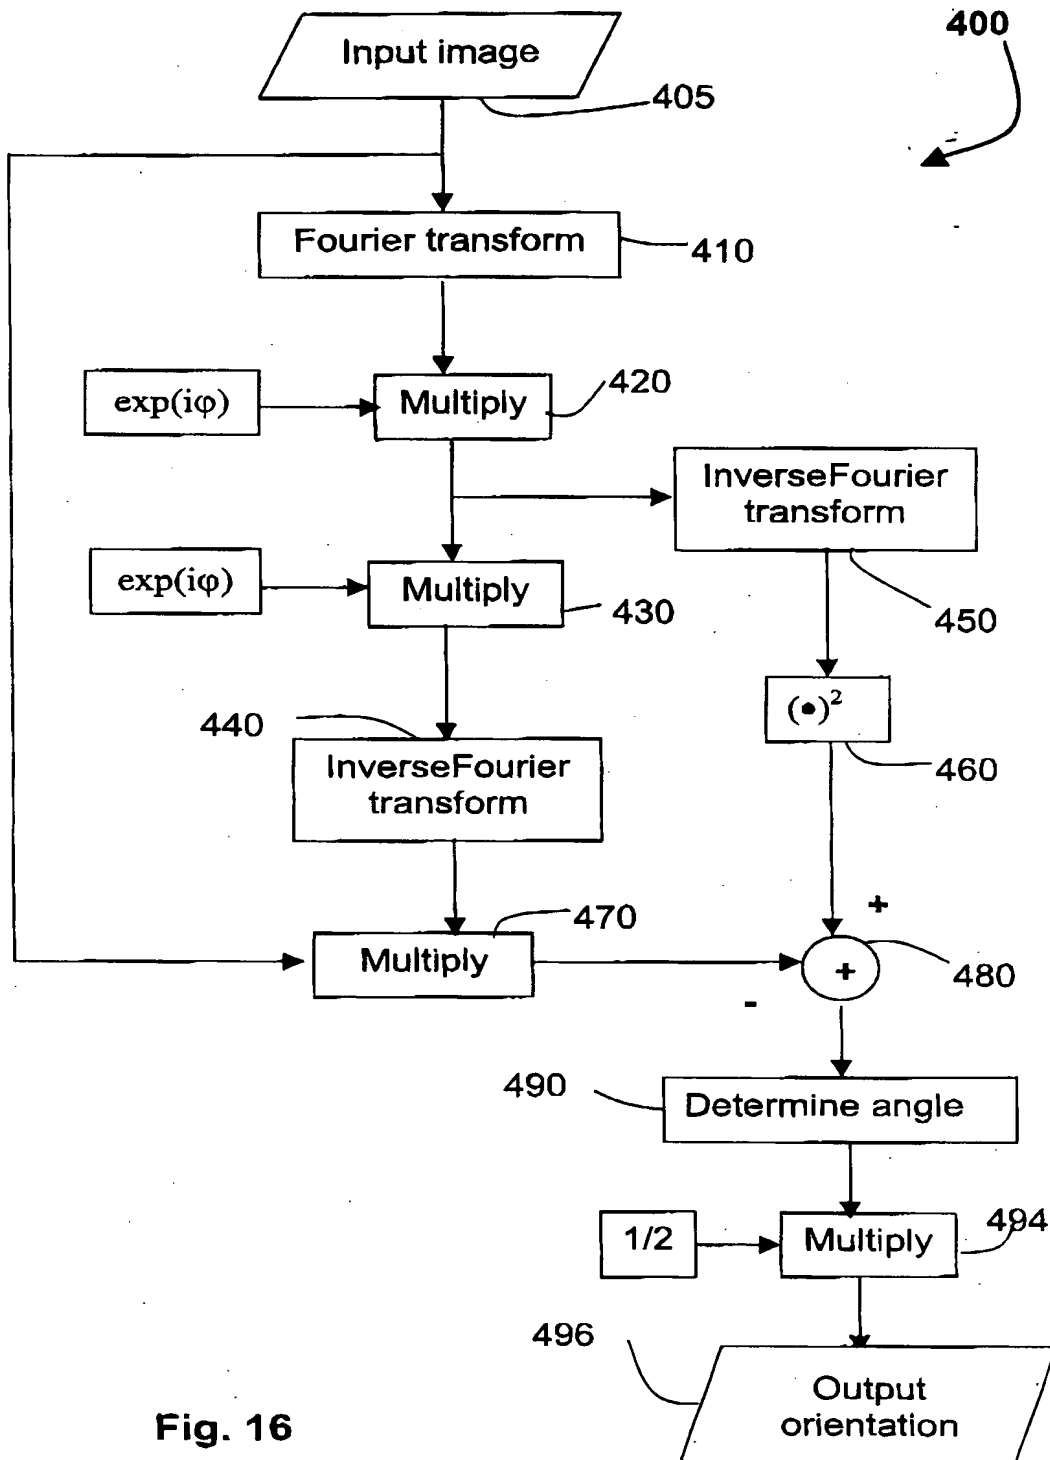 400
Input image
405
Fourier transform
410
exp(iφ)
Multiply
420
InverseFourier
transform
450
exp(iφ)
Multiply
430
(•)²
460
440
InverseFourier
transform
+
470
Multiply
+
480
-
490
Determine angle
1/2
Multiply
494
496
Output
orientation
Fig. 16